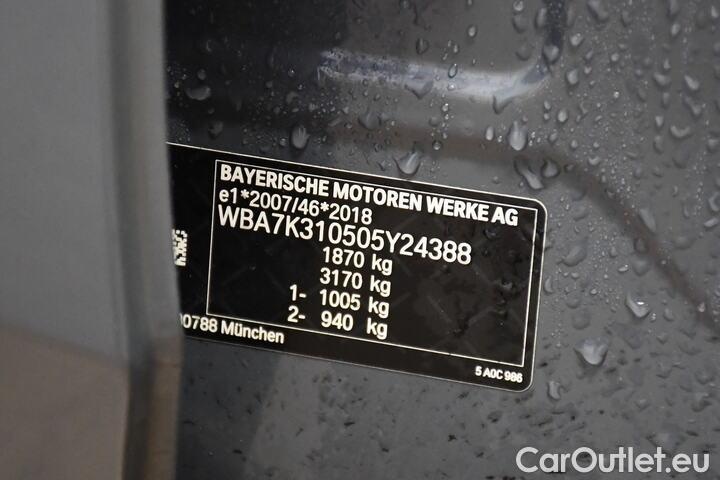 BAYERISCHE MOTOREN WERKE AG
e1*2007/46*2018
WBA7K310505Y24388
1870 kg
3170 kg
1- 1005 kg
2- 940 kg
0788 München
5 A0C 986
CarOutlet.eu